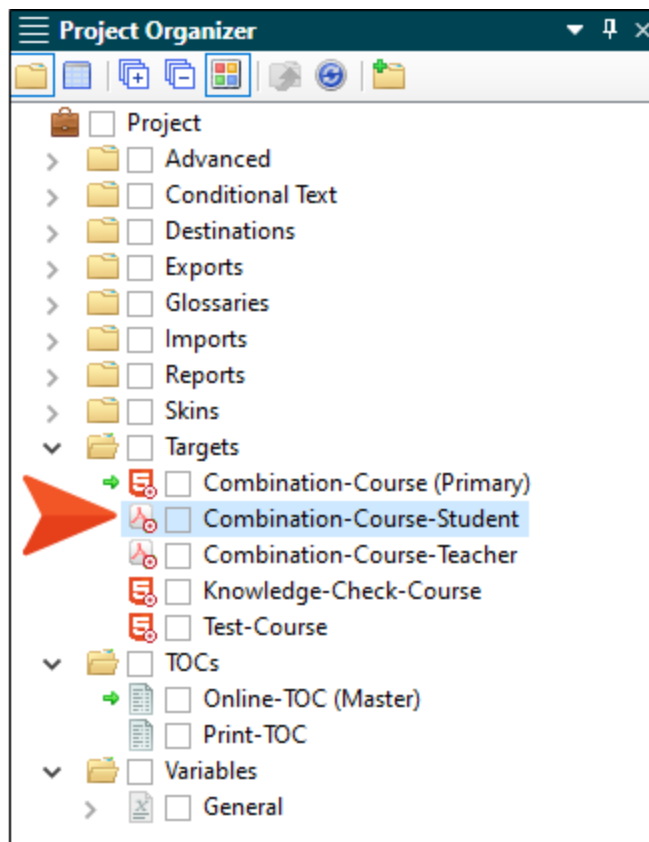 Project Organizer
Project
Advanced
Conditional Text
Destinations
Exports
Glossaries
Imports
Reports
Skins
Targets
Combination-Course (Primary)
Combination-Course-Student
Combination-Course-Teacher
Knowledge-Check-Course
Test-Course
TOCs
Online-TOC (Master)
Print-TOC
Variables
General